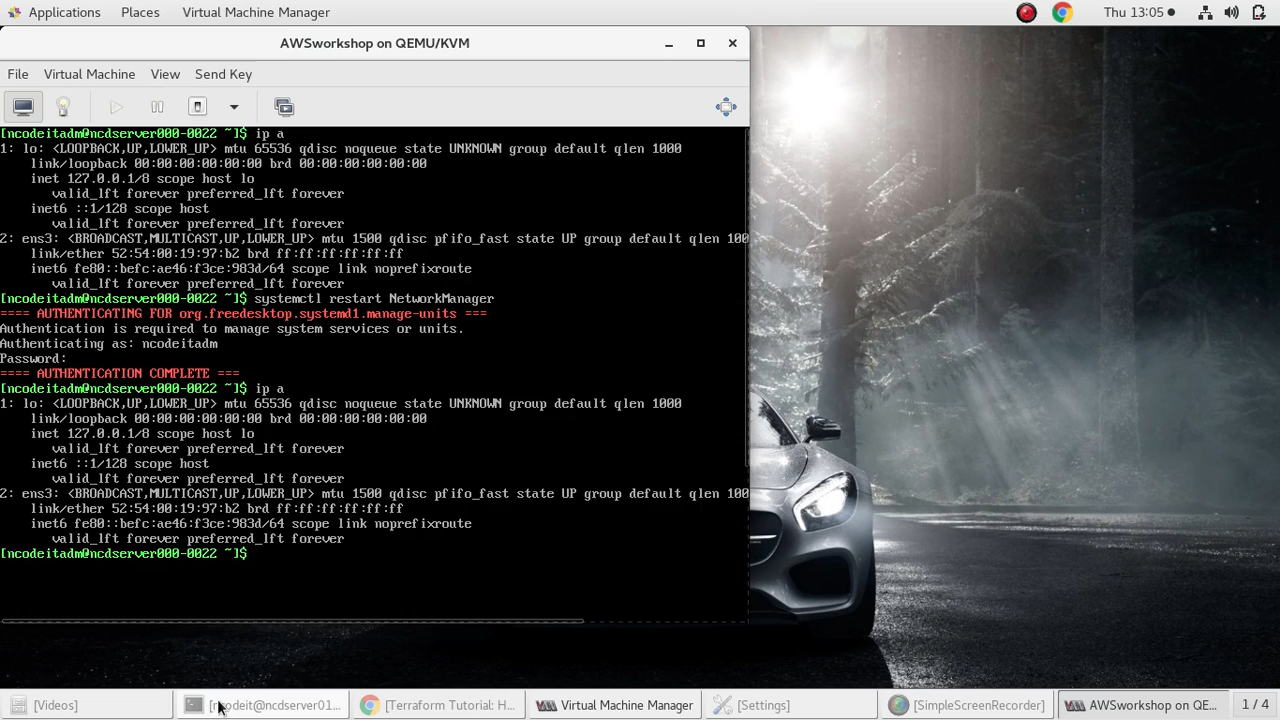 Applications Places Virtual Machine Manager Thu 13:05
AWSworkshop on QEMU/KVM
File Virtual Machine View Send Key
[ncodeitadm@ncdserver000-0022 ~]$ ip a
1: lo: <LOOPBACK,UP,LOWER_UP> mtu 65536 qdisc noqueue state UNKNOWN group default qlen 1000
link/loopback 00:00:00:00:00:00 brd 00:00:00:00:00:00
inet 127.0.0.1/8 scope host lo
valid_lft forever preferred_lft forever
inet6 ::1/128 scope host
valid_lft forever preferred_lft forever
2: ens3: <BROADCAST,MULTICAST,UP,LOWER_UP> mtu 1500 qdisc pfifo_fast state UP group default qlen 100
link/ether 52:54:00:19:97:b2 brd ff:ff:ff:ff:ff:ff
inet6 fe80::befc:ae46:f3ce:983d/64 scope link noprefixroute
valid_lft forever preferred_lft forever
[ncodeitadm@ncdserver000-0022 ~]$ systemctl restart NetworkManager
==== AUTHENTICATING FOR org.freedesktop.systemd1.manage-units ===
Authentication is required to manage system services or units.
Authenticating as: ncodeitadm
Password:
==== AUTHENTICATION COMPLETE ===
[ncodeitadm@ncdserver000-0022 ~]$ ip a
1: lo: <LOOPBACK,UP,LOWER_UP> mtu 65536 qdisc noqueue state UNKNOWN group default qlen 1000
link/loopback 00:00:00:00:00:00 brd 00:00:00:00:00:00
inet 127.0.0.1/8 scope host lo
valid_lft forever preferred_lft forever
inet6 ::1/128 scope host
valid_lft forever preferred_lft forever
2: ens3: <BROADCAST,MULTICAST,UP,LOWER_UP> mtu 1500 qdisc pfifo_fast state UP group default qlen 100
link/ether 52:54:00:19:97:b2 brd ff:ff:ff:ff:ff:ff
inet6 fe80::befc:ae46:f3ce:983d/64 scope link noprefixroute
valid_lft forever preferred_lft forever
[ncodeitadm@ncdserver000-0022 ~]$
[Videos] [ncodeit@ncdserver01... [Terraform Tutorial: H... Virtual Machine Manager [Settings] [SimpleScreenRecorder] AWSworkshop on QE... 1 / 4